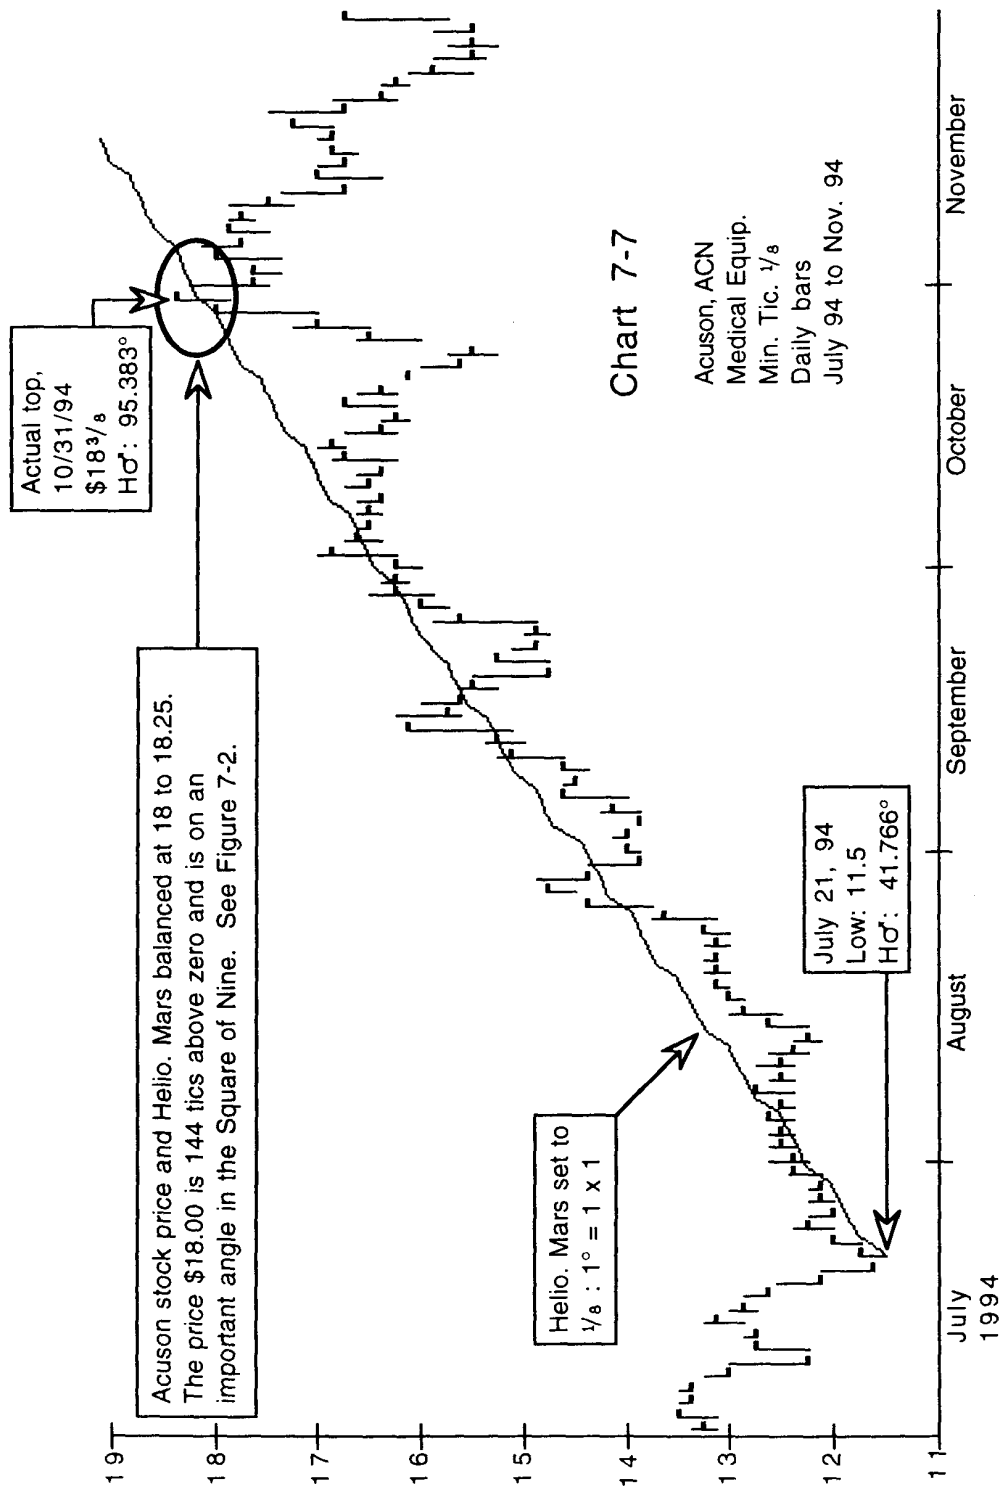 Actual top,
10/31/94
$18³/₈
H♂: 95.383°
Acuson stock price and Helio. Mars balanced at 18 to 18.25.
The price $18.00 is 144 tics above zero and is on an
important angle in the Square of Nine. See Figure 7-2.
Chart 7-7
Acuson, ACN
Medical Equip.
Min. Tic. ¹/₈
Daily bars
July 94 to Nov. 94
Helio. Mars set to
¹/₈ : 1° = 1 x 1
July 21, 94
Low: 11.5
H♂: 41.766°
19
18
17
16
15
14
13
12
11
July
1994
August
September
October
November